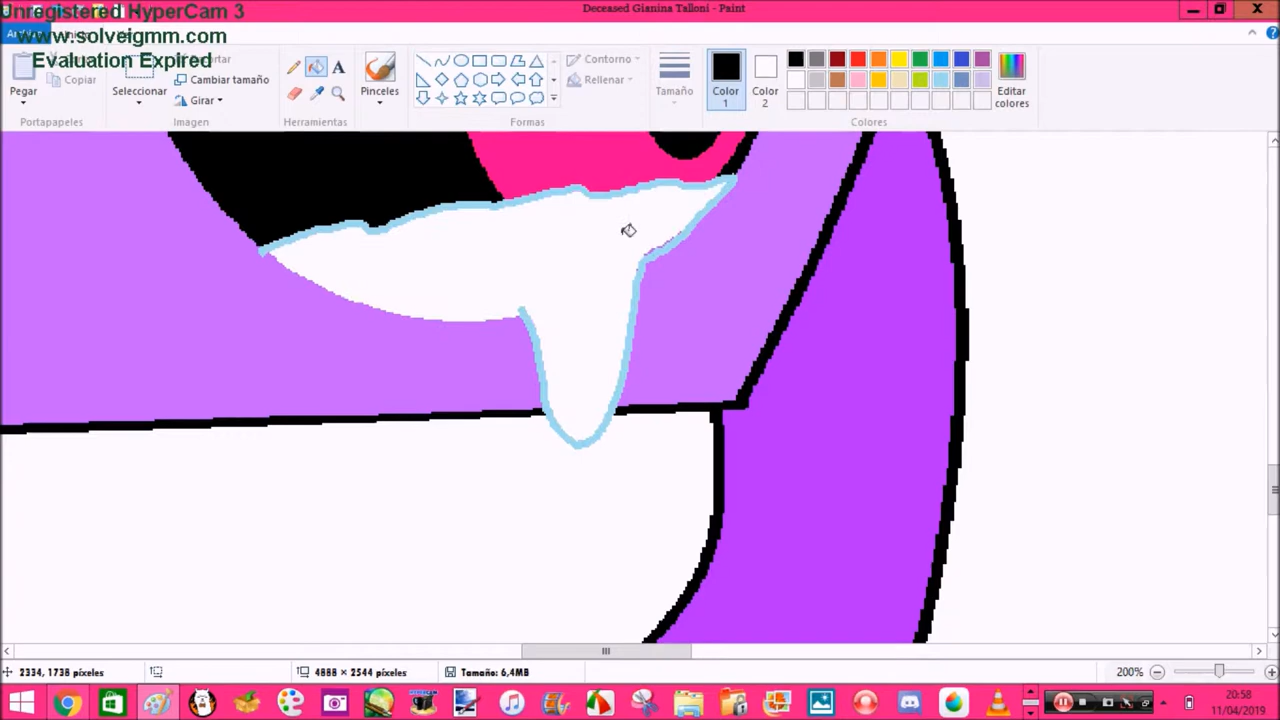 Unregistered HyperCam 3
Deceased Gianina Talloni - Paint
www.solveigmm.com
Evaluation Expired
Cambiar tamaño
Copiar
Girar
Pegar
Seleccionar
Pinceles
Contorno
Rellenar
Tamaño
Color 1
Color 2
Editar colores
Portapapeles
Imagen
Herramientas
Formas
Colores
2334, 1738 píxeles
4888 × 2544 píxeles
Tamaño: 6,4MB
200%
20:58
11/04/2019